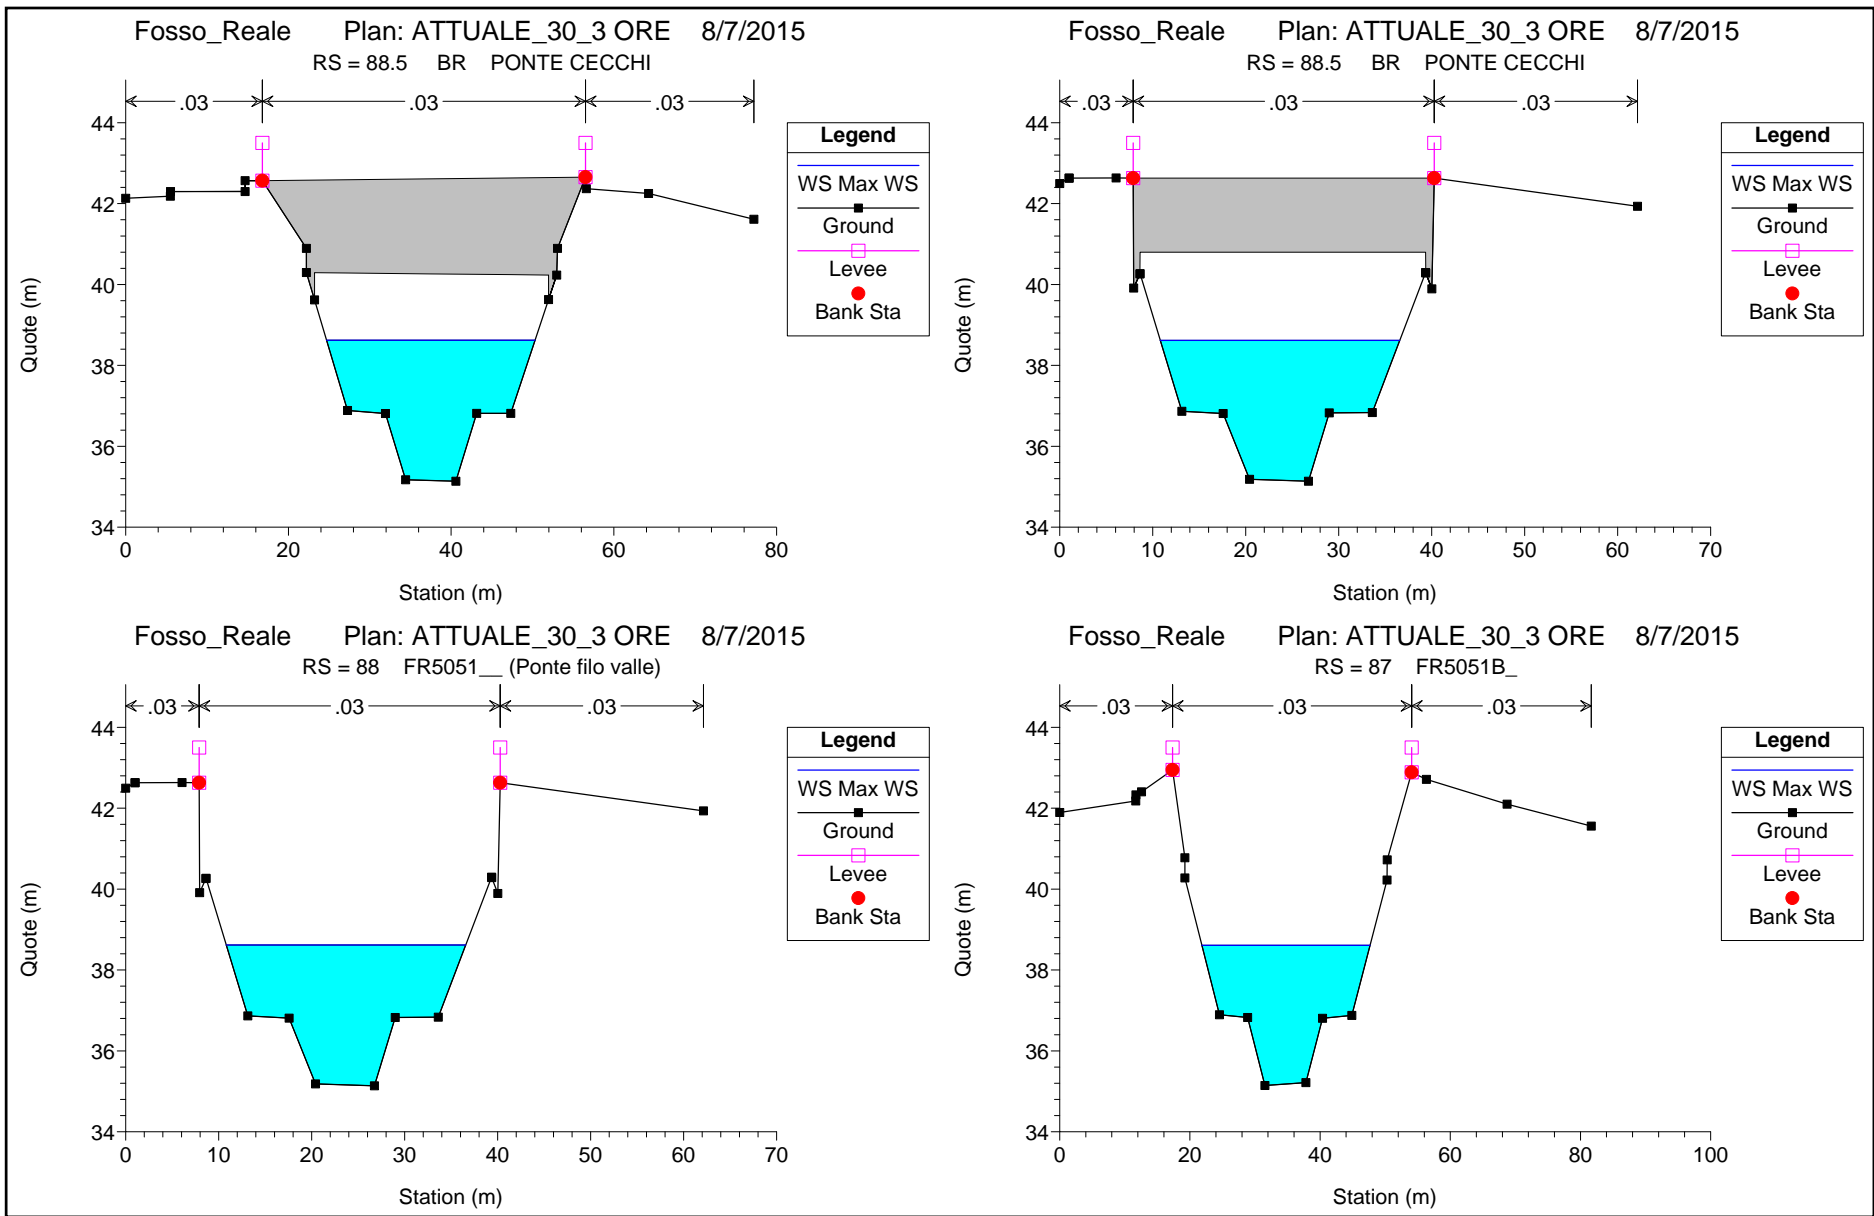 Fosso_Reale Plan: ATTUALE_30_3 ORE 8/7/2015
RS = 88.5 BR PONTE CECCHI
.03 .03 .03
44
42
40
38
36
34
Quote (m)
0 20 40 60 80
Station (m)
Legend
WS Max WS
Ground
Levee
Bank Sta
Fosso_Reale Plan: ATTUALE_30_3 ORE 8/7/2015
RS = 88.5 BR PONTE CECCHI
.03 .03 .03
44
42
40
38
36
34
Quote (m)
0 10 20 30 40 50 60 70
Station (m)
Legend
WS Max WS
Ground
Levee
Bank Sta
Fosso_Reale Plan: ATTUALE_30_3 ORE 8/7/2015
RS = 88 FR5051__ (Ponte filo valle)
.03 .03 .03
44
42
40
38
36
34
Quote (m)
0 10 20 30 40 50 60 70
Station (m)
Legend
WS Max WS
Ground
Levee
Bank Sta
Fosso_Reale Plan: ATTUALE_30_3 ORE 8/7/2015
RS = 87 FR5051B_
.03 .03 .03
44
42
40
38
36
34
Quote (m)
0 20 40 60 80 100
Station (m)
Legend
WS Max WS
Ground
Levee
Bank Sta